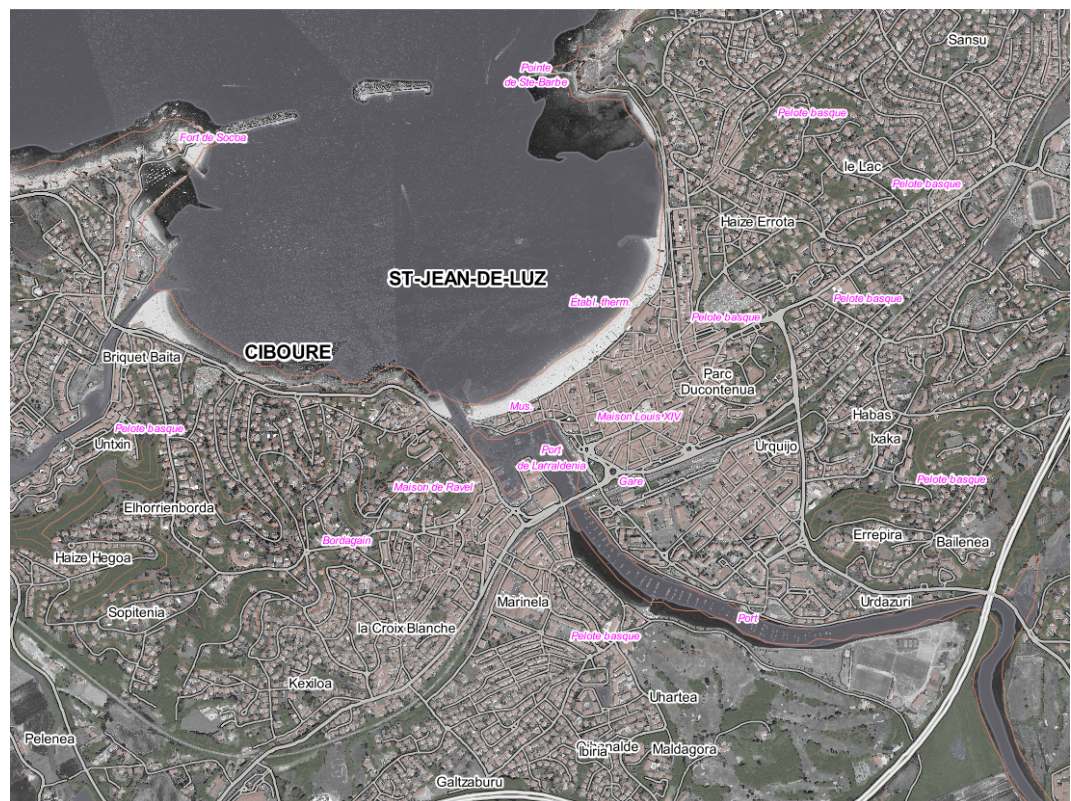 Sansu
Pointe
de Ste-Barbe
Pelote basque
Fort de Socoa
le Lac
Pelote basque
Haize Errota
ST-JEAN-DE-LUZ
Établ. therm.
Pelote basque
Pelote basque
CIBOURE
Briquet Baita
Parc
Ducontenua
Mus.
Maison Louis XIV
Habas
Pelote basque
Untxin
Ixaka
Urquijo
Port
de Larraldenia
Gare
Pelote basque
Maison de Ravel
Elhorrienborda
Bordagain
Errepira
Bailenea
Haize Hegoa
Marinela
Urdazuri
Sopitenia
Port
la Croix Blanche
Pelote basque
Kexiloa
Uhartea
Pelenea
Ibiria
Maldagora
Galtzaburu